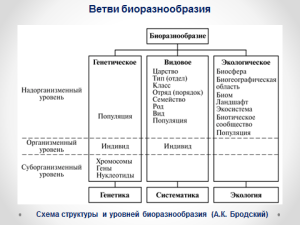 Ветви биоразнообразия
Биоразнообразие
Генетическое
Видовое
Экологическое
Надорганизменный
уровень
Популяция
Царство
Тип (отдел)
Класс
Отряд (порядок)
Семейство
Род
Вид
Популяция
Биосфера
Биогеографическая
область
Биом
Ландшафт
Экосистема
Биотическое
сообщество
Популяция
Организменный
уровень
Индивид
Индивид
Суборганизменный
уровень
Хромосомы
Гены
Нуклеотиды
Генетика
Систематика
Экология
Схема структуры и уровней биоразнообразия (А.К. Бродский)